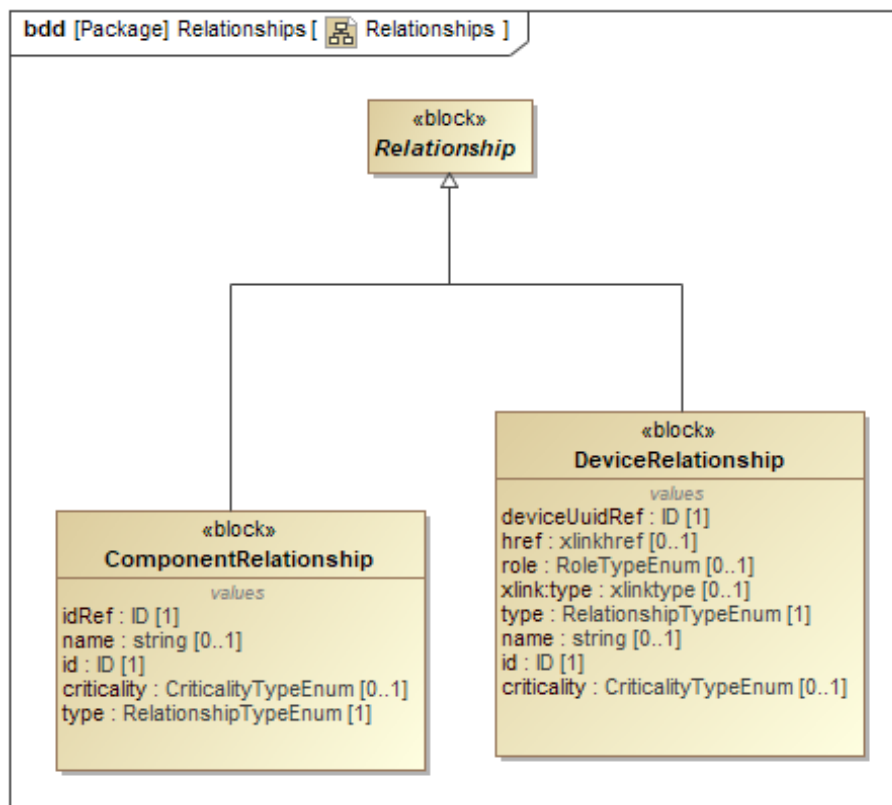 bdd [Package] Relationships [ Relationships ]
«block»
Relationship
«block»
DeviceRelationship
values
deviceUuidRef : ID [1]
href : xlinkhref [0..1]
role : RoleTypeEnum [0..1]
xlink:type : xlinktype [0..1]
type : RelationshipTypeEnum [1]
name : string [0..1]
id : ID [1]
criticality : CriticalityTypeEnum [0..1]
«block»
ComponentRelationship
values
idRef : ID [1]
name : string [0..1]
id : ID [1]
criticality : CriticalityTypeEnum [0..1]
type : RelationshipTypeEnum [1]